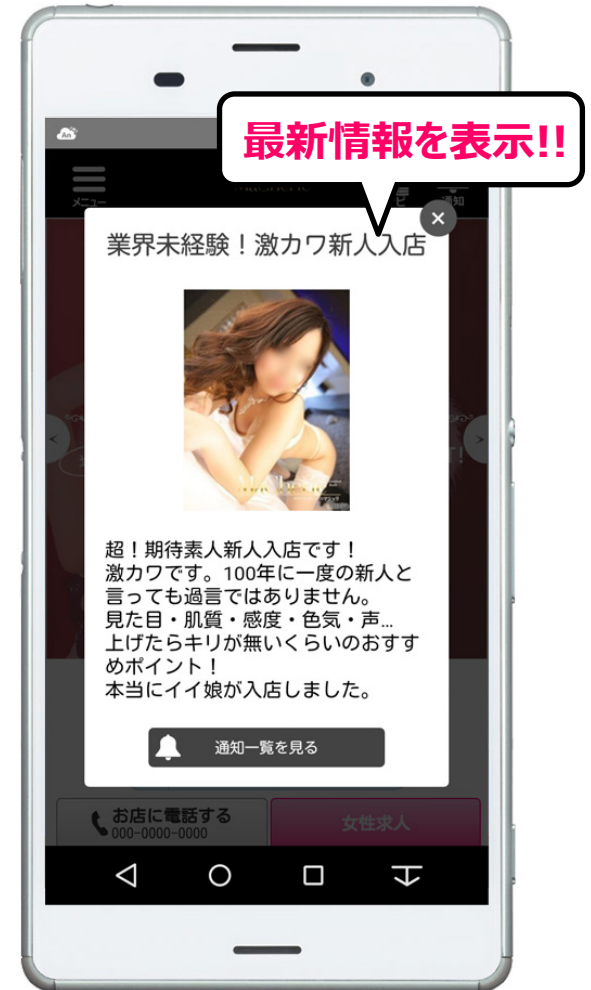 最新情報を表示!!
An
メニュー
通知
業界未経験！激カワ新人入店
超！期待素人新人入店です！
激カワです。100年に一度の新人と
言っても過言ではありません。
見た目・肌質・感度・色気・声...
上げたらキリが無いくらいのおすす
めポイント！
本当にイイ娘が入店しました。
通知一覧を見る
お店に電話する
000-0000-0000
女性求人